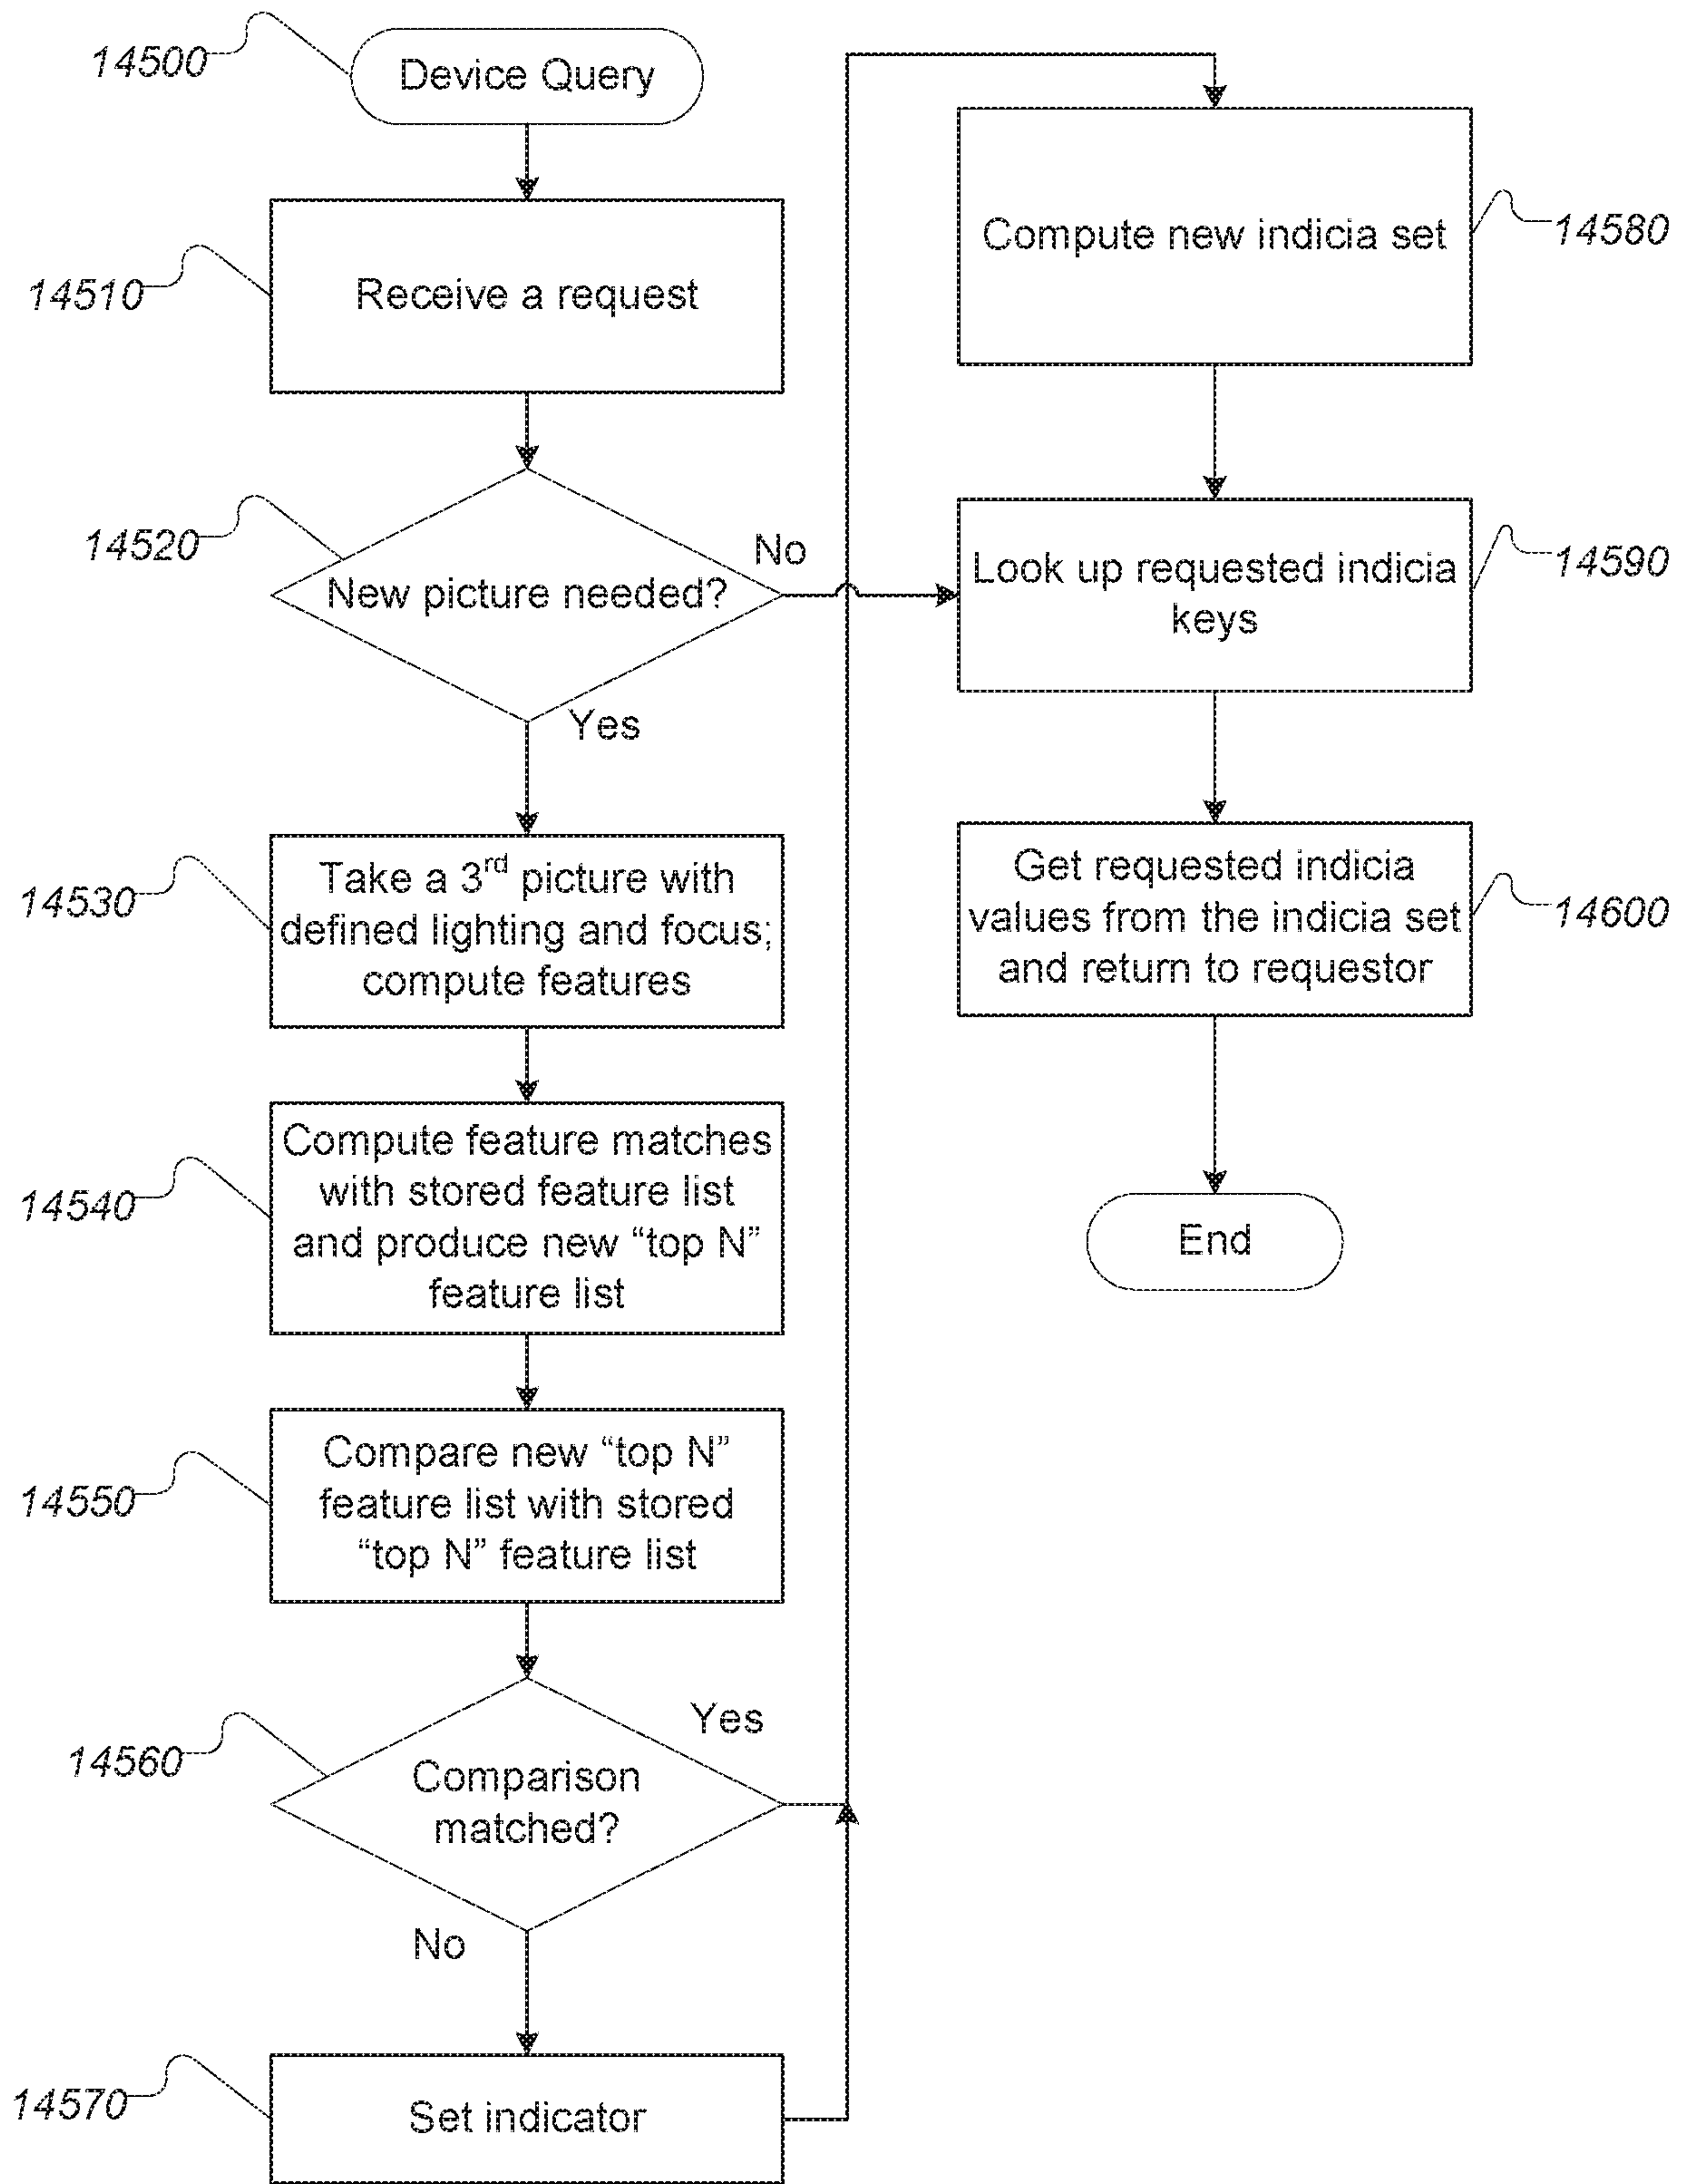 14500
Device Query
14510
Receive a request
14520
New picture needed?
No
Yes
14530
Take a 3rd picture with
defined lighting and focus;
compute features
14540
Compute feature matches
with stored feature list
and produce new “top N”
feature list
14550
Compare new “top N”
feature list with stored
“top N” feature list
14560
Comparison
matched?
Yes
No
14570
Set indicator
Compute new indicia set
14580
Look up requested indicia
keys
14590
Get requested indicia
values from the indicia set
and return to requestor
14600
End